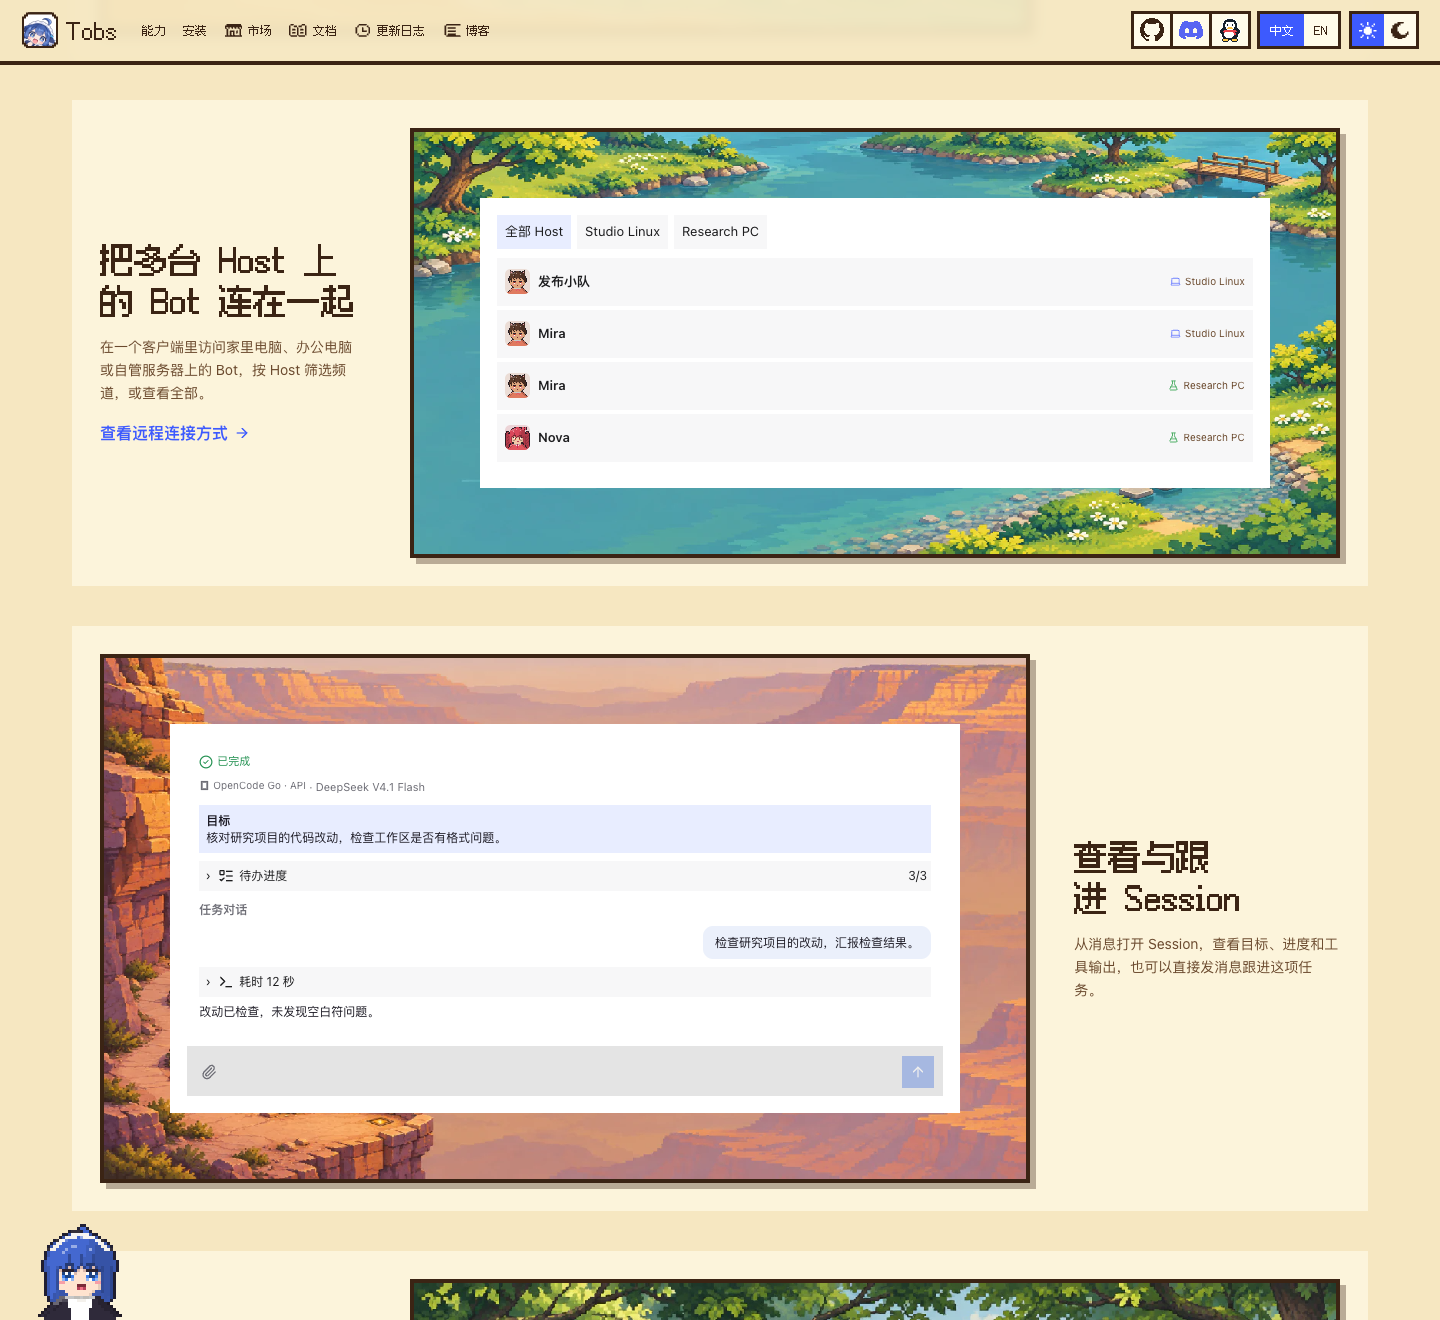 Tobs 能力 安装 市场 文档 更新日志 博客 中文 EN
把多台 Host 上
的 Bot 连在一起
在一个客户端里访问家里电脑、办公电脑
或自管服务器上的 Bot，按 Host 筛选频
道，或查看全部。
查看远程连接方式 →
全部 Host Studio Linux Research PC
发布小队 Studio Linux
Mira Studio Linux
Mira Research PC
Nova Research PC
已完成
OpenCode Go · API · DeepSeek V4.1 Flash
目标
核对研究项目的代码改动，检查工作区是否有格式问题。
› 待办进度 3/3
任务对话
检查研究项目的改动，汇报检查结果。
› 耗时 12 秒
改动已检查，未发现空白符问题。
查看与跟
进 Session
从消息打开 Session，查看目标、进度和工
具输出，也可以直接发消息跟进这项任
务。